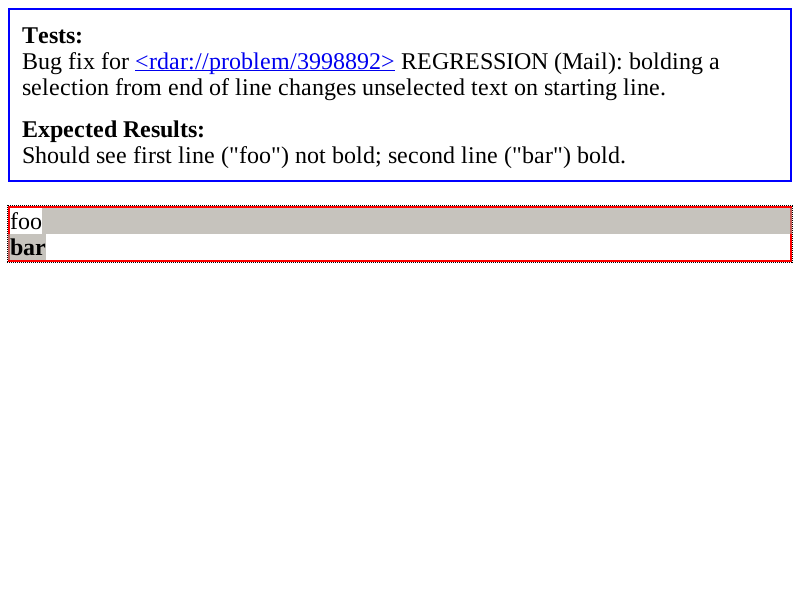 Tests:
Bug fix for <rdar://problem/3998892> REGRESSION (Mail): bolding a
selection from end of line changes unselected text on starting line.
Expected Results:
Should see first line ("foo") not bold; second line ("bar") bold.
foo
bar